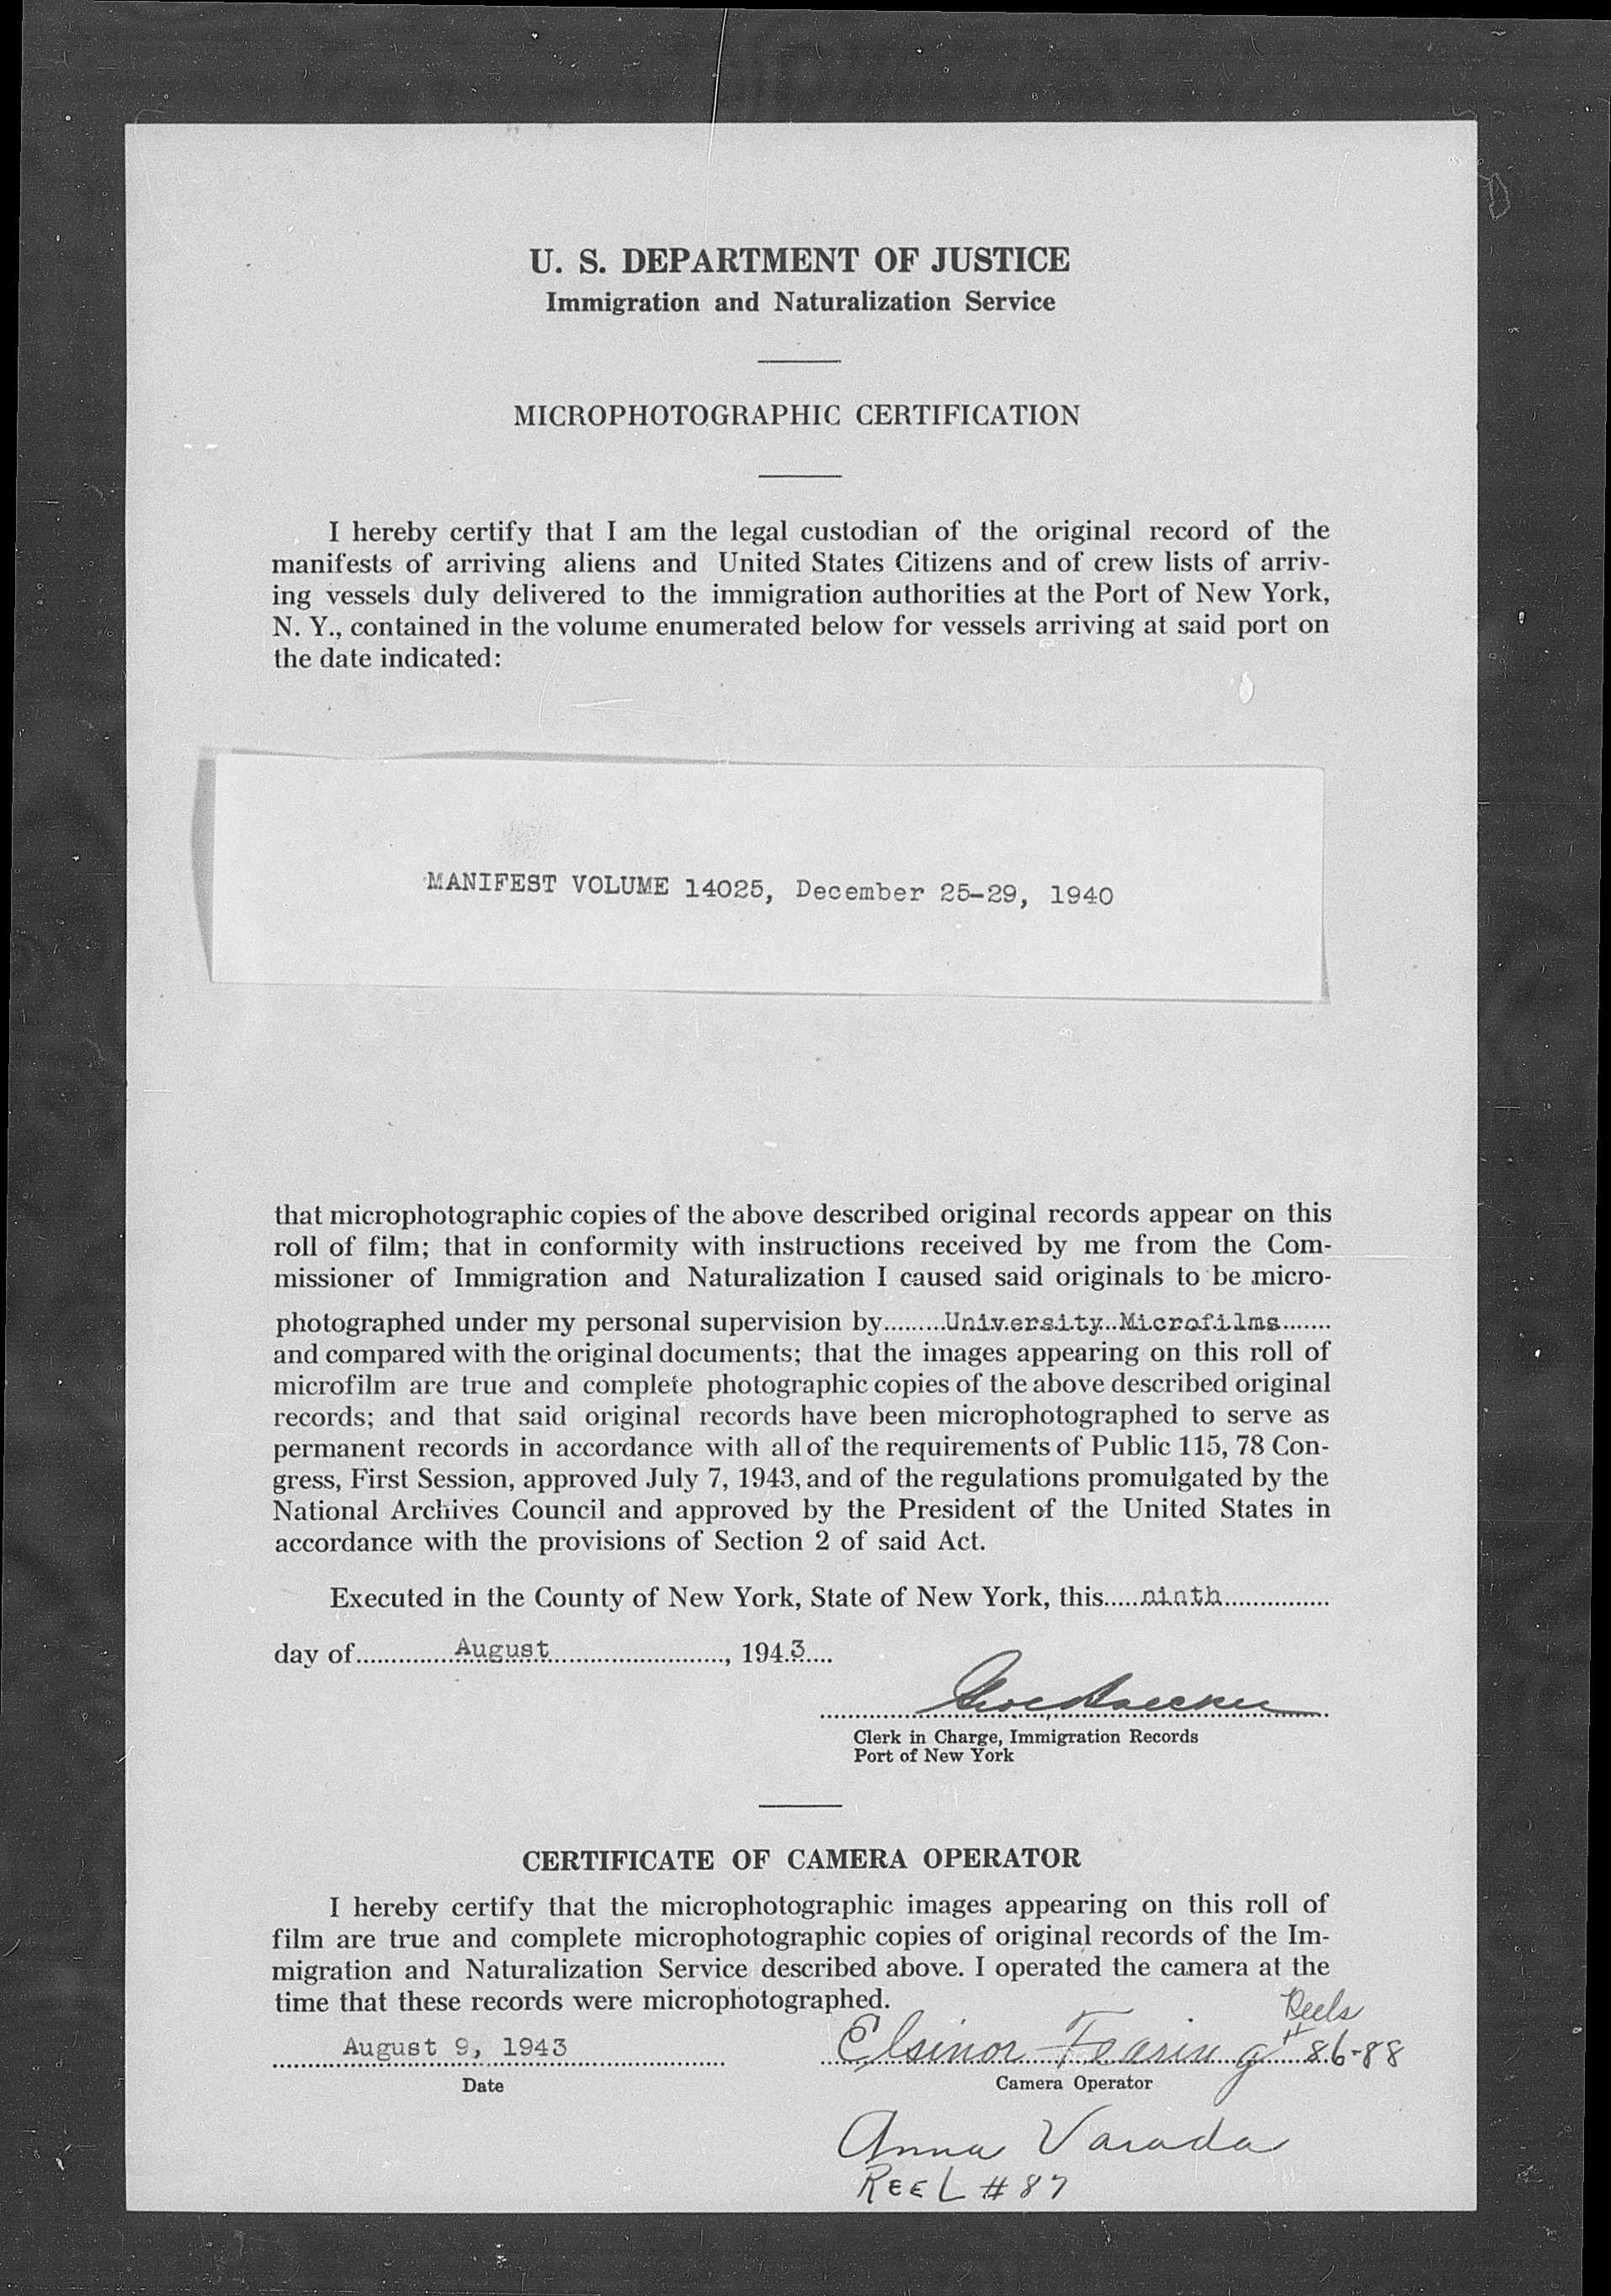 U. S. DEPARTMENT OF JUSTICE
Immigration and Naturalization Service
MICROPHOTOGRAPHIC CERTIFICATION
I hereby certify that I am the legal custodian of the original record of the
manifests of arriving aliens and United States Citizens and of crew lists of arriv-
ing vessels duly delivered to the immigration authorities at the Port of New York,
N. Y., contained in the volume enumerated below for vessels arriving at said port on
the date indicated:
MANIFEST VOLUME 14025, December 25-29, 1940
that microphotographic copies of the above described original records appear on this
roll of film; that in conformity with instructions received by me from the Com-
missioner of Immigration and Naturalization I caused said originals to be micro-
photographed under my personal supervision by University Microfilms
and compared with the original documents; that the images appearing on this roll of
microfilm are true and complete photographic copies of the above described original
records; and that said original records have been microphotographed to serve as
permanent records in accordance with all of the requirements of Public 115, 78 Con-
gress, First Session, approved July 7, 1943, and of the regulations promulgated by the
National Archives Council and approved by the President of the United States in
accordance with the provisions of Section 2 of said Act.
Executed in the County of New York, State of New York, this ninth
day of August, 1943
Clerk in Charge, Immigration Records
Port of New York
CERTIFICATE OF CAMERA OPERATOR
I hereby certify that the microphotographic images appearing on this roll of
film are true and complete microphotographic copies of original records of the Im-
migration and Naturalization Service described above. I operated the camera at the
time that these records were microphotographed.
Reels
August 9, 1943 Elsinor Fearing # 86-88
Date Camera Operator
Anna Varada
REEL # 87